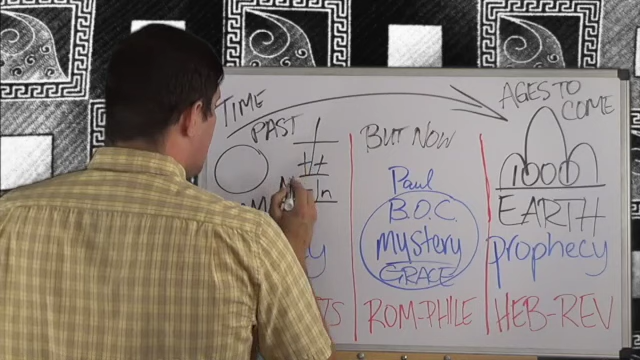 TIME
PAST
BUT NOW
Paul
B.O.C.
mystery
GRACE
ROM-PHILE
AGES TO
COME
1000
EARTH
prophecy
HEB-REV